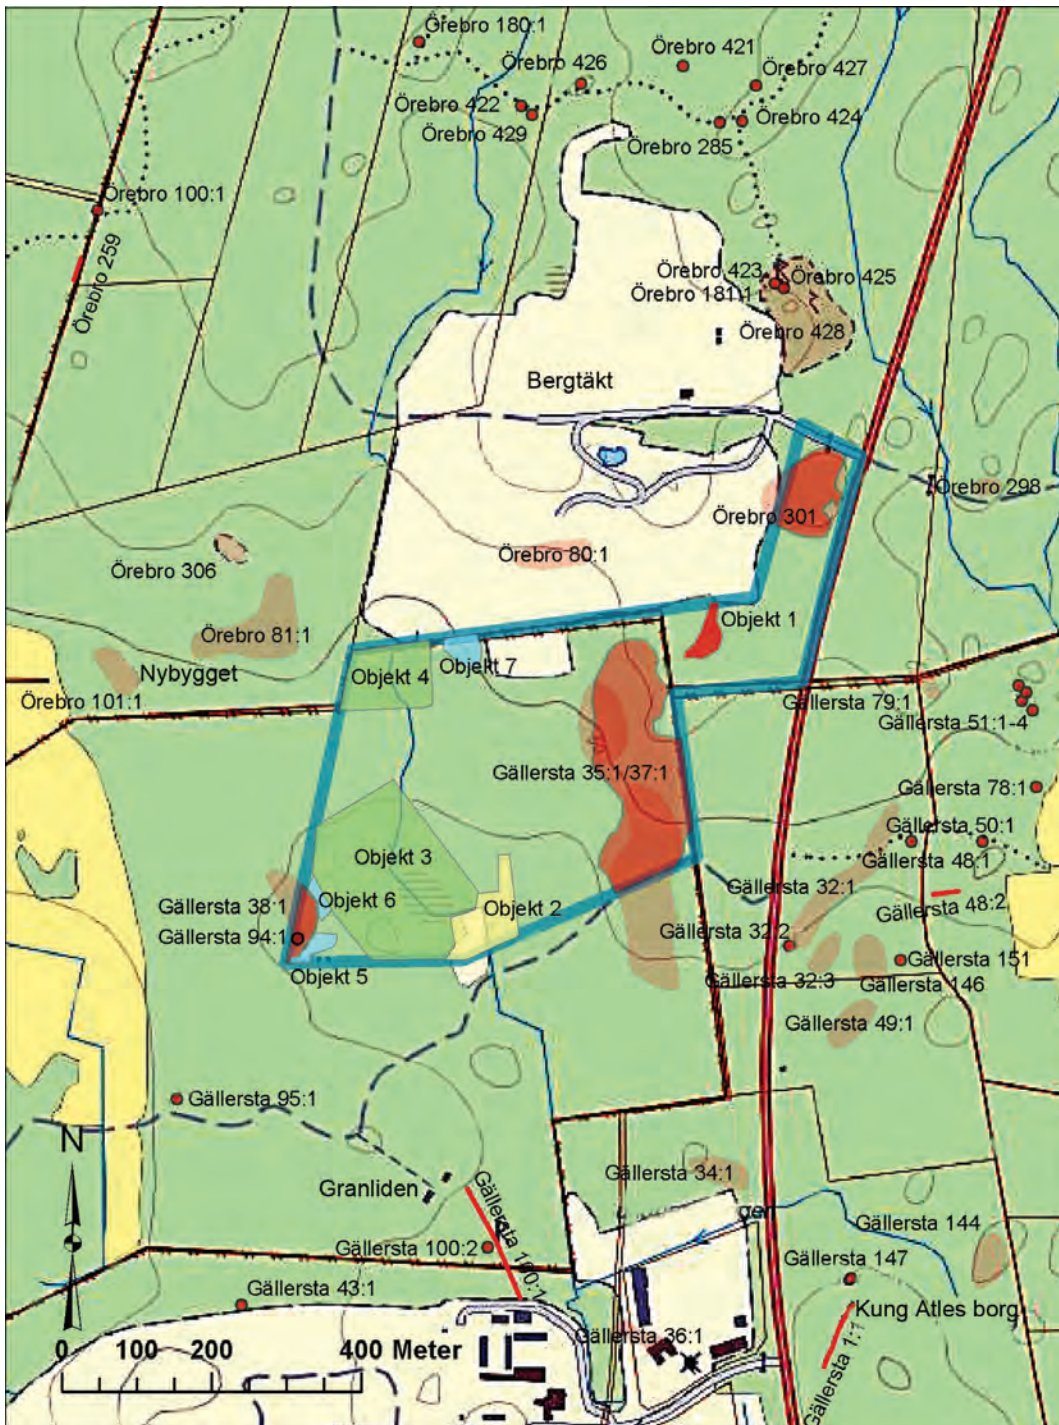 Örebro 180:1
Örebro 421
Örebro 426
Örebro 427
Örebro 422
Örebro 424
Örebro 429
Örebro 285
Örebro 100:1
Örebro 259
Örebro 423
Örebro 425
Örebro 181:1
Örebro 428
Bergtäkt
Örebro 298
Örebro 301
Örebro 80:1
Örebro 306
Objekt 1
Örebro 81:1
Objekt 7
Nybygget
Objekt 4
Örebro 101:1
Gällersta 79:1
Gällersta 51:1-4
Gällersta 35:1/37:1
Gällersta 78:1
Gällersta 50:1
Objekt 3
Gällersta 48:1
Gällersta 32:1
Objekt 6
Gällersta 38:1
Objekt 2
Gällersta 48:2
Gällersta 94:1
Gällersta 32:2
Gällersta 151
Objekt 5
Gällersta 32:3
Gällersta 146
Gällersta 49:1
Gällersta 95:1
N
Gällersta 34:1
Granliden
Gällersta 100:1
ger
Gällersta 144
Gällersta 100:2
Gällersta 147
Gällersta 43:1
Kung Atles borg
Gällersta 36:1
Gällersta 1:1
0 100 200 400 Meter